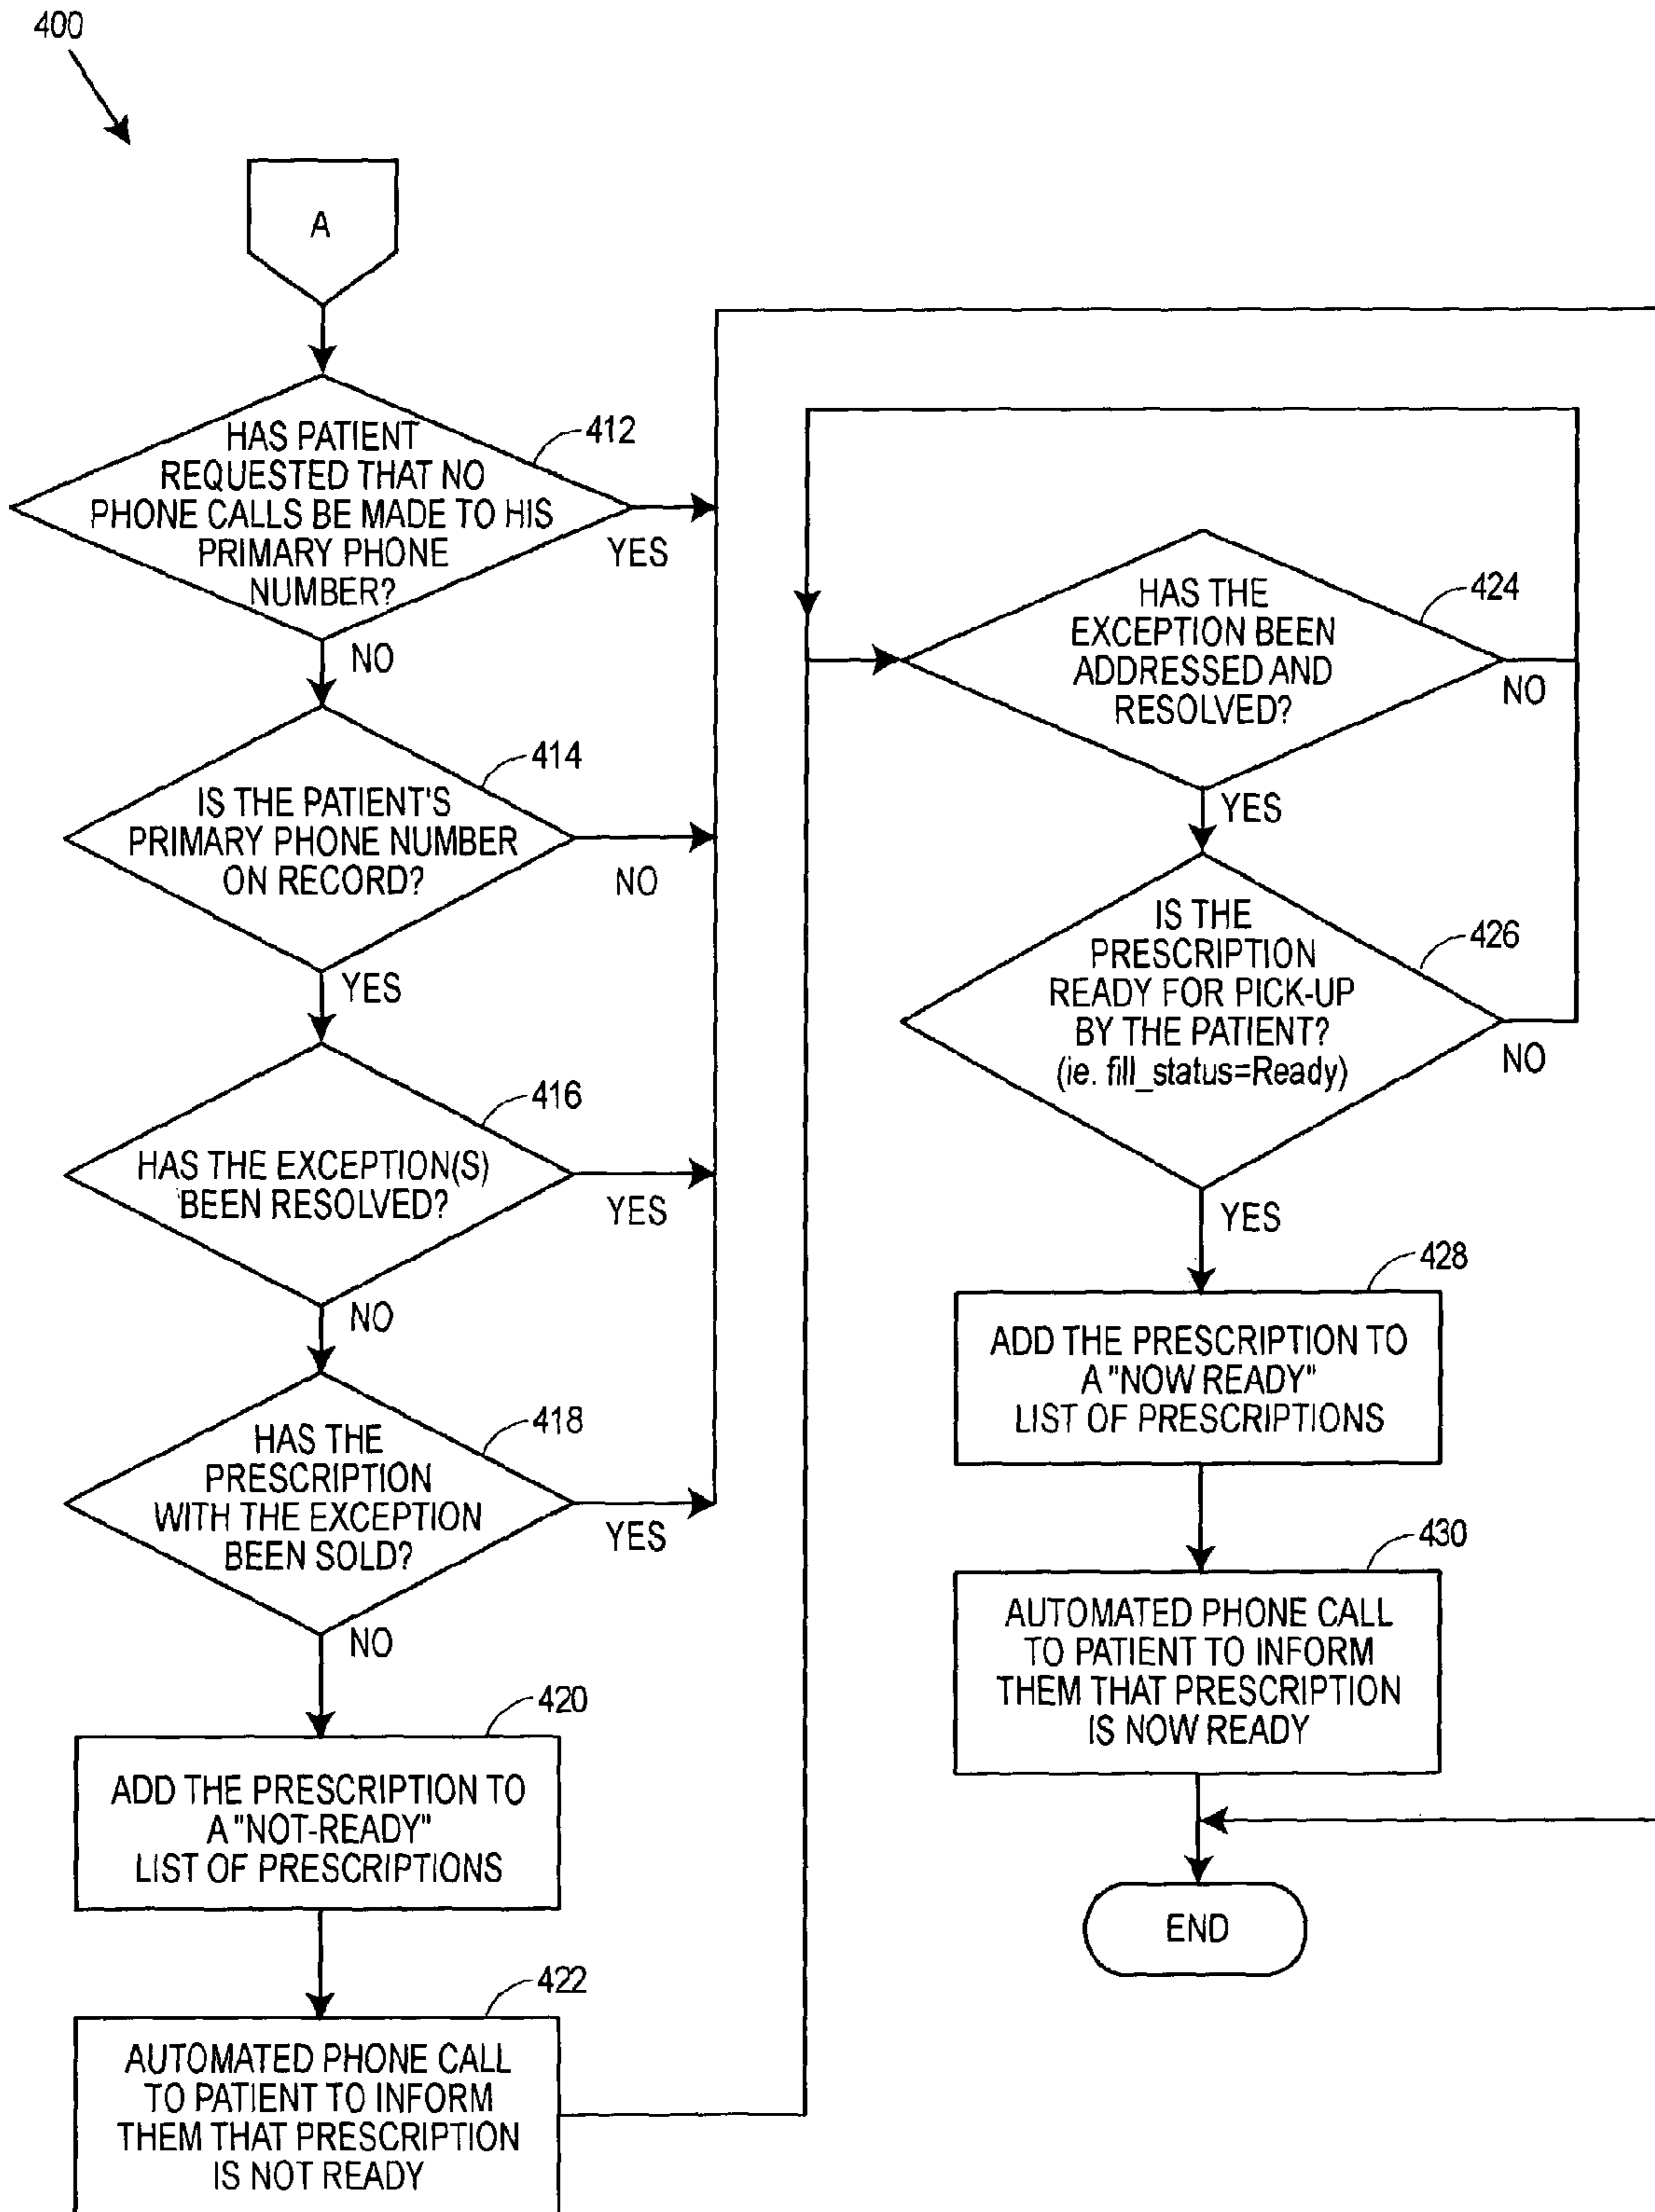 400
A
HAS PATIENT
REQUESTED THAT NO
PHONE CALLS BE MADE TO HIS
PRIMARY PHONE
NUMBER?
412
YES
NO
IS THE PATIENT'S
PRIMARY PHONE NUMBER
ON RECORD?
414
NO
YES
HAS THE EXCEPTION(S)
BEEN RESOLVED?
416
YES
NO
HAS THE
PRESCRIPTION
WITH THE EXCEPTION
BEEN SOLD?
418
YES
NO
420
ADD THE PRESCRIPTION TO
A "NOT-READY"
LIST OF PRESCRIPTIONS
422
AUTOMATED PHONE CALL
TO PATIENT TO INFORM
THEM THAT PRESCRIPTION
IS NOT READY
HAS THE
EXCEPTION BEEN
ADDRESSED AND
RESOLVED?
424
NO
YES
IS THE
PRESCRIPTION
READY FOR PICK-UP
BY THE PATIENT?
(ie. fill_status=Ready)
426
NO
YES
428
ADD THE PRESCRIPTION TO
A "NOW READY"
LIST OF PRESCRIPTIONS
430
AUTOMATED PHONE CALL
TO PATIENT TO INFORM
THEM THAT PRESCRIPTION
IS NOW READY
END